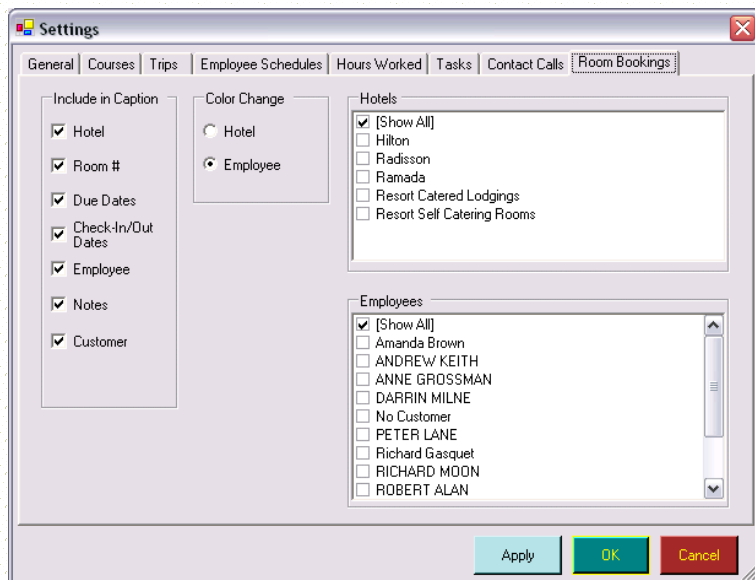 Settings
General Courses Trips Employee Schedules Hours Worked Tasks Contact Calls Room Bookings
Include in Caption
Hotel
Room #
Due Dates
Check-In/Out
Dates
Employee
Notes
Customer
Color Change
Hotel
Employee
Hotels
[Show All]
Hilton
Radisson
Ramada
Resort Catered Lodgings
Resort Self Catering Rooms
Employees
[Show All]
Amanda Brown
ANDREW KEITH
ANNE GROSSMAN
DARRIN MILNE
No Customer
PETER LANE
Richard Gasquet
RICHARD MOON
ROBERT ALAN
Apply OK Cancel